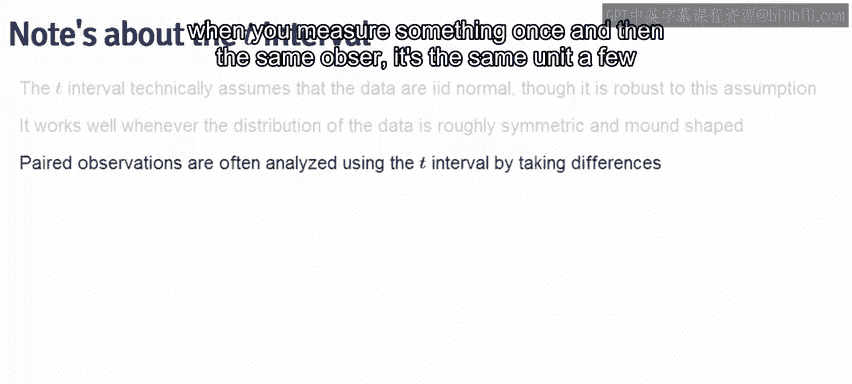 Note's about the t interval
when you measure something once and then
the same obser, it's the same unit a few
The t interval technically assumes that the data are iid normal, though it is robust to this assumption
It works well whenever the distribution of the data is roughly symmetric and mound shaped
Paired observations are often analyzed using the t interval by taking differences